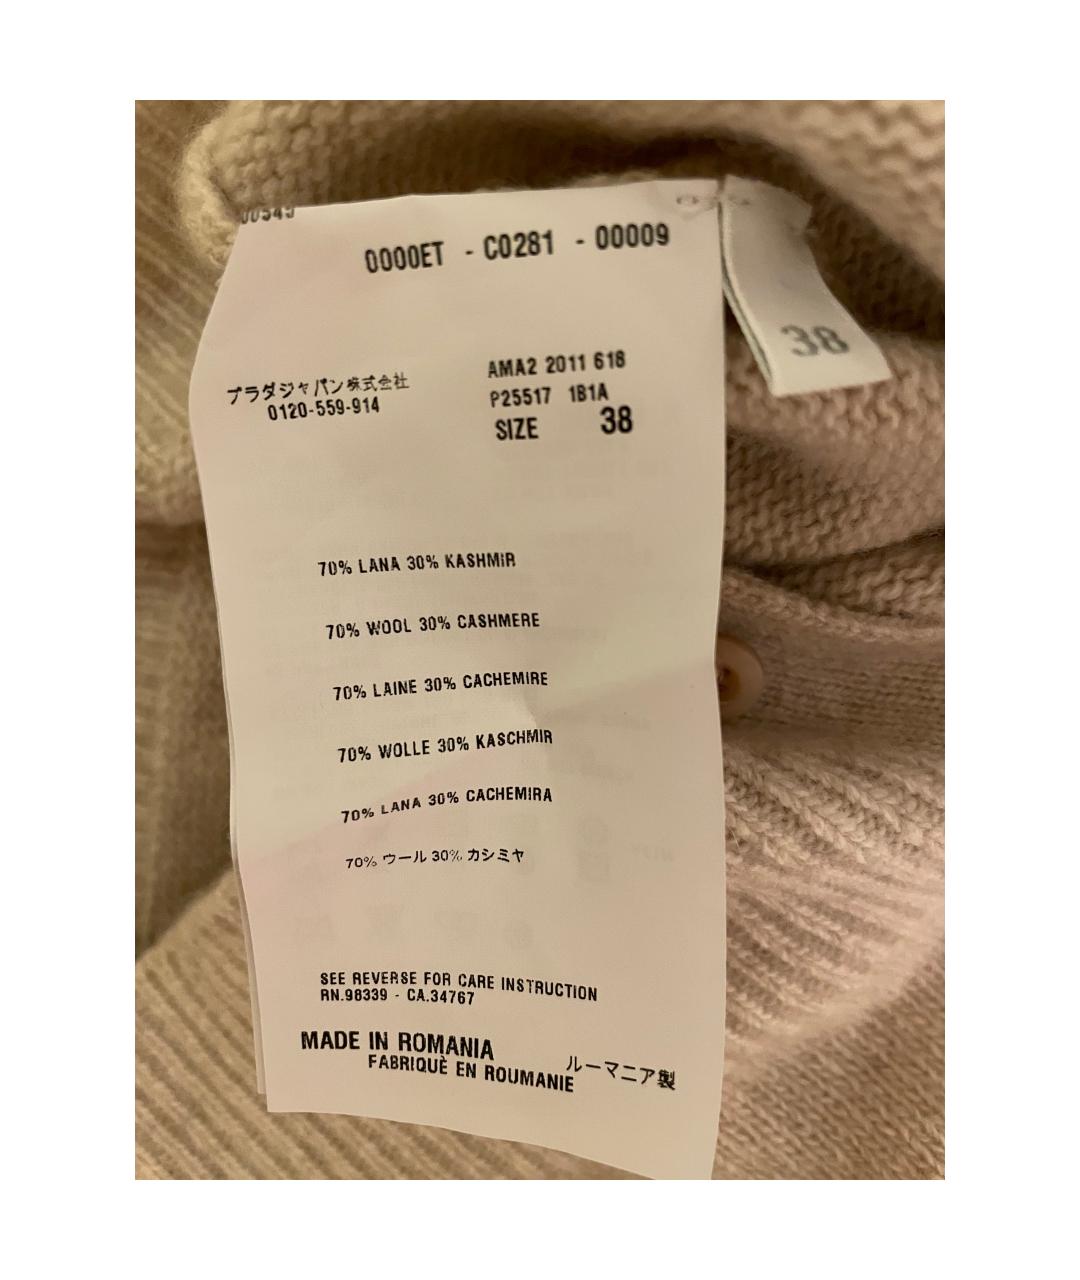 00549
0000ET - C0281 - 00009
38
プラダジャパン株式会社
0120-559-914
AMA2 2011 618
P25517 1B1A
SIZE 38
70% LANA 30% KASHMIR
70% WOOL 30% CASHMERE
70% LAINE 30% CACHEMIRE
70% WOLLE 30% KASCHMIR
70% LANA 30% CACHEMIRA
70% ウール 30% カシミヤ
SEE REVERSE FOR CARE INSTRUCTION
RN.98339 - CA.34767
MADE IN ROMANIA
FABRIQUÈ EN ROUMANIE
ルーマニア製